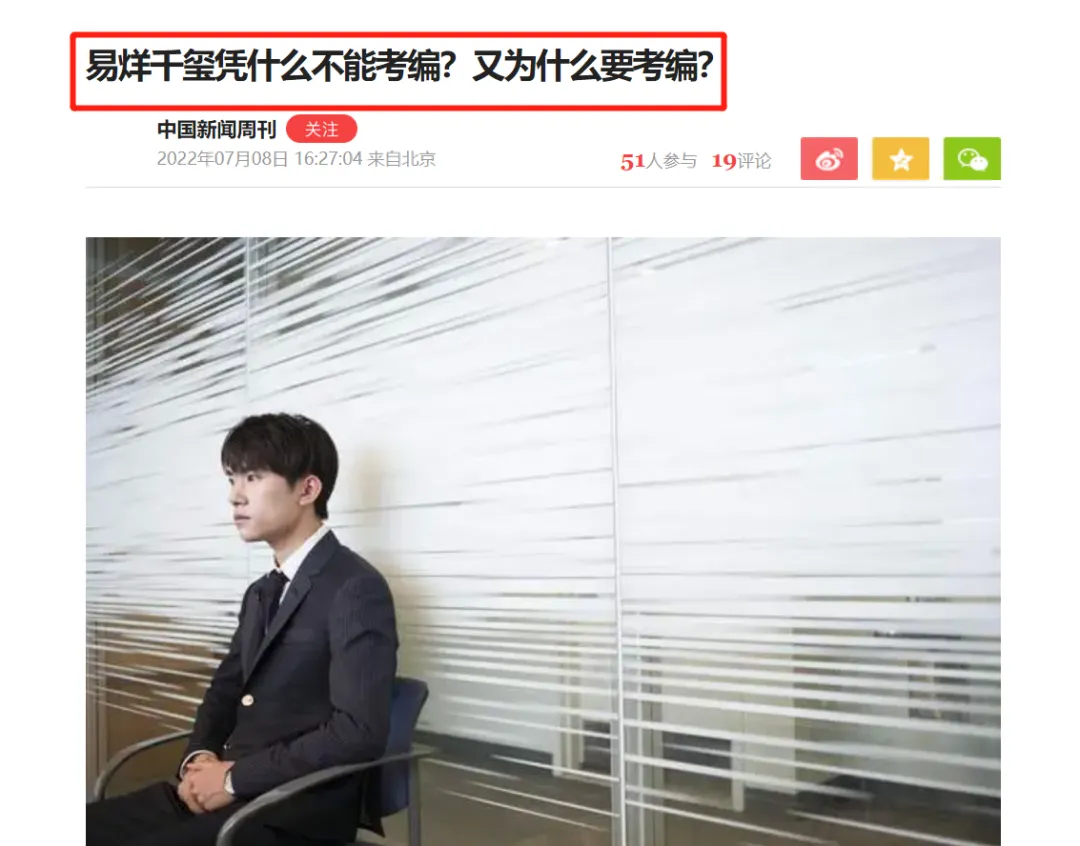 易烊千玺凭什么不能考编？又为什么要考编？
中国新闻周刊 关注
2022年07月08日 16:27:04 来自北京
51人参与 19评论